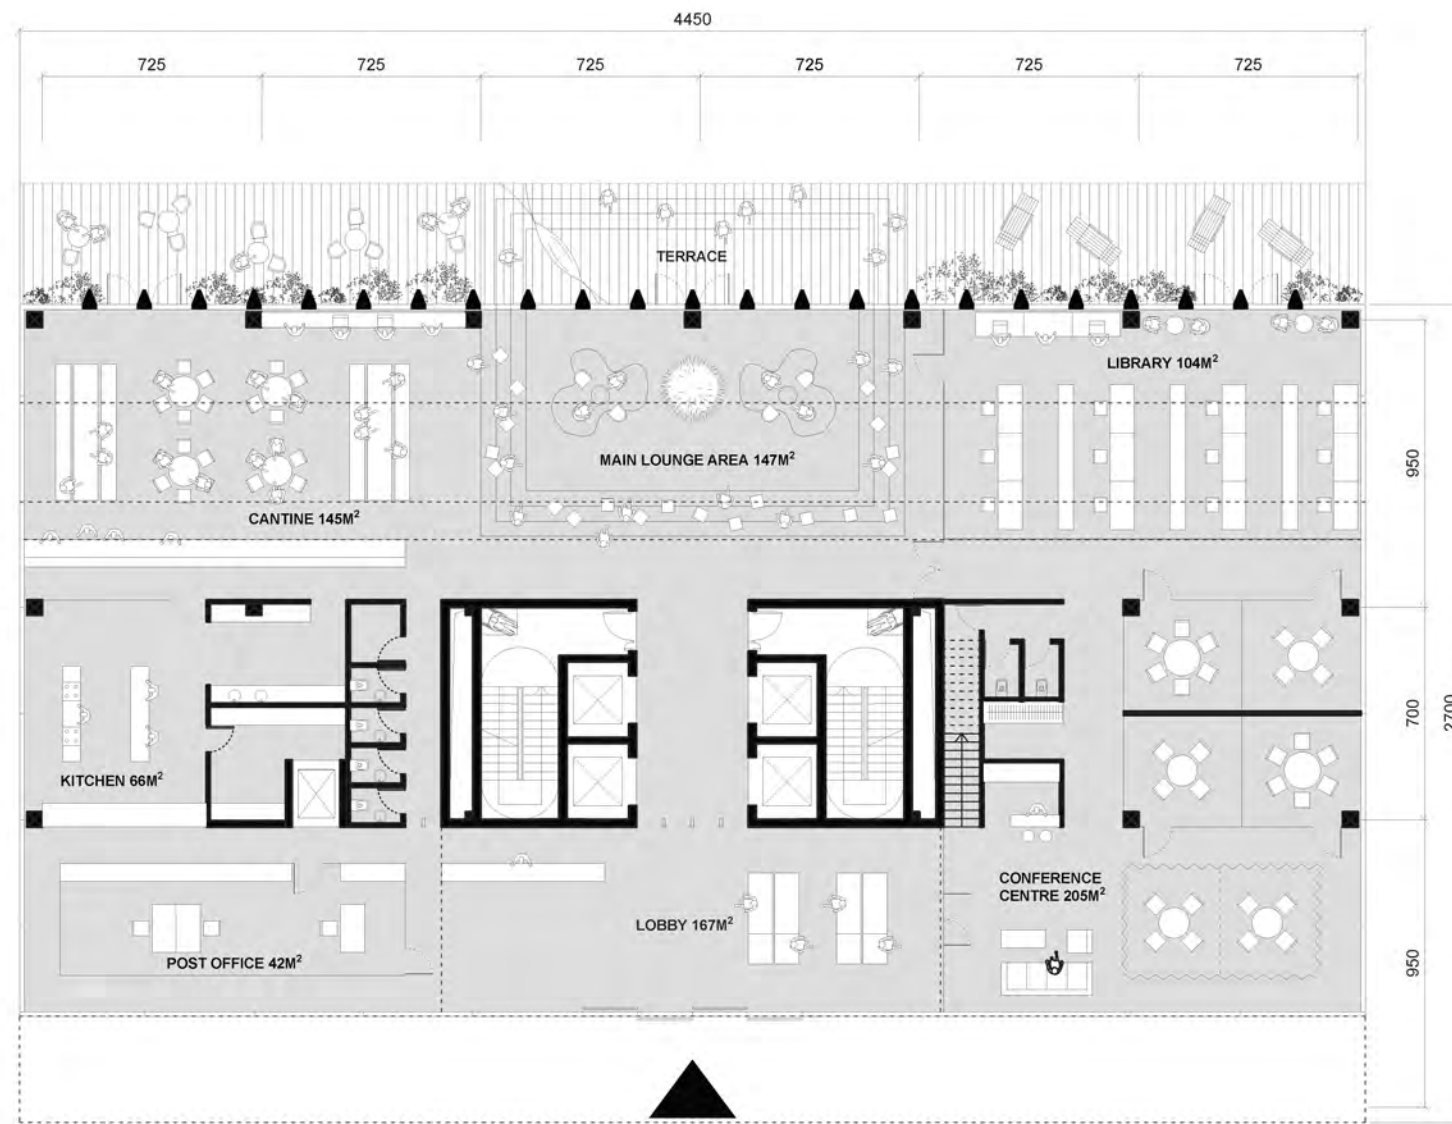 4450
725
725
725
725
725
725
TERRACE
LIBRARY 104M²
MAIN LOUNGE AREA 147M²
950
CANTINE 145M²
700
2700
KITCHEN 66M²
CONFERENCE
CENTRE 205M²
LOBBY 167M²
POST OFFICE 42M²
950